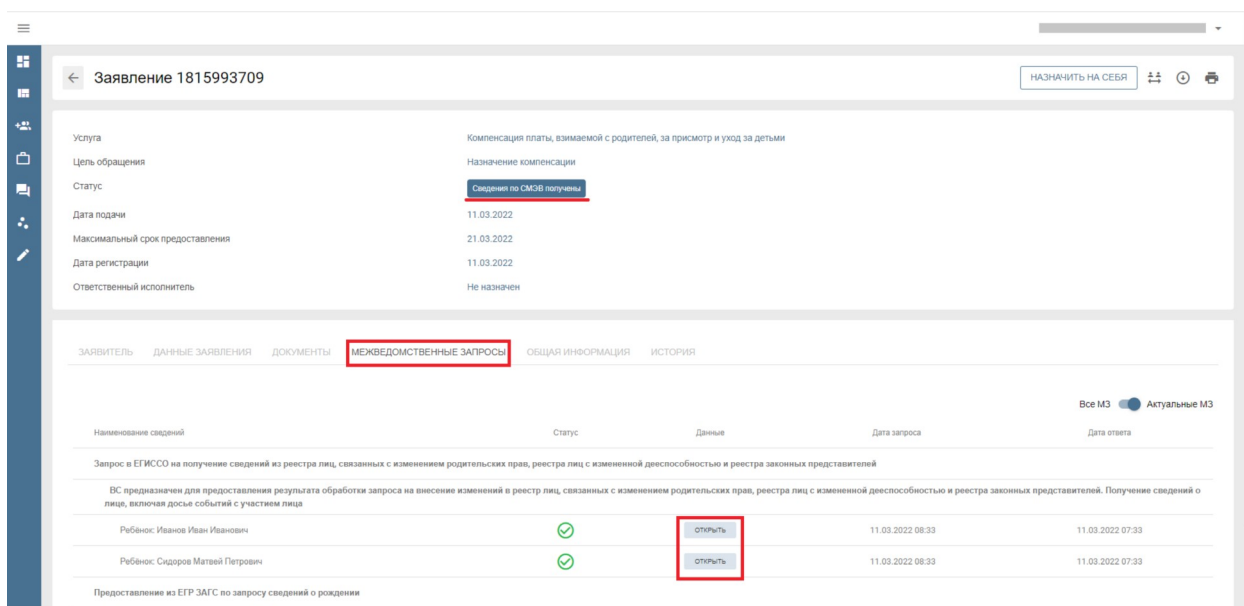 Заявление 1815993709
НАЗНАЧИТЬ НА СЕБЯ
Услуга
Компенсация платы, взимаемой с родителей, за присмотр и уход за детьми
Цель обращения
Назначение компенсации
Статус
Сведения по СМЭВ получены
Дата подачи
11.03.2022
Максимальный срок предоставления
21.03.2022
Дата регистрации
11.03.2022
Ответственный исполнитель
Не назначен
ЗАЯВИТЕЛЬ ДАННЫЕ ЗАЯВЛЕНИЯ ДОКУМЕНТЫ МЕЖВЕДОМСТВЕННЫЕ ЗАПРОСЫ ОБЩАЯ ИНФОРМАЦИЯ ИСТОРИЯ
Все МЗ Актуальные МЗ
Наименование сведений Статус Данные Дата запроса Дата ответа
Запрос в ЕГИССО на получение сведений из реестра лиц, связанных с изменением родительских прав, реестра лиц с измененной дееспособностью и реестра законных представителей
ВС предназначен для предоставления результата обработки запроса на внесение изменений в реестр лиц, связанных с изменением родительских прав, реестра лиц с измененной дееспособностью и реестра законных представителей. Получение сведений о
лице, включая досье событий с участием лица
Ребёнок: Иванов Иван Иванович ОТКРЫТЬ 11.03.2022 08:33 11.03.2022 07:33
Ребёнок: Сидоров Матвей Петрович ОТКРЫТЬ 11.03.2022 08:33 11.03.2022 07:33
Предоставление из ЕГР ЗАГС по запросу сведений о рождении